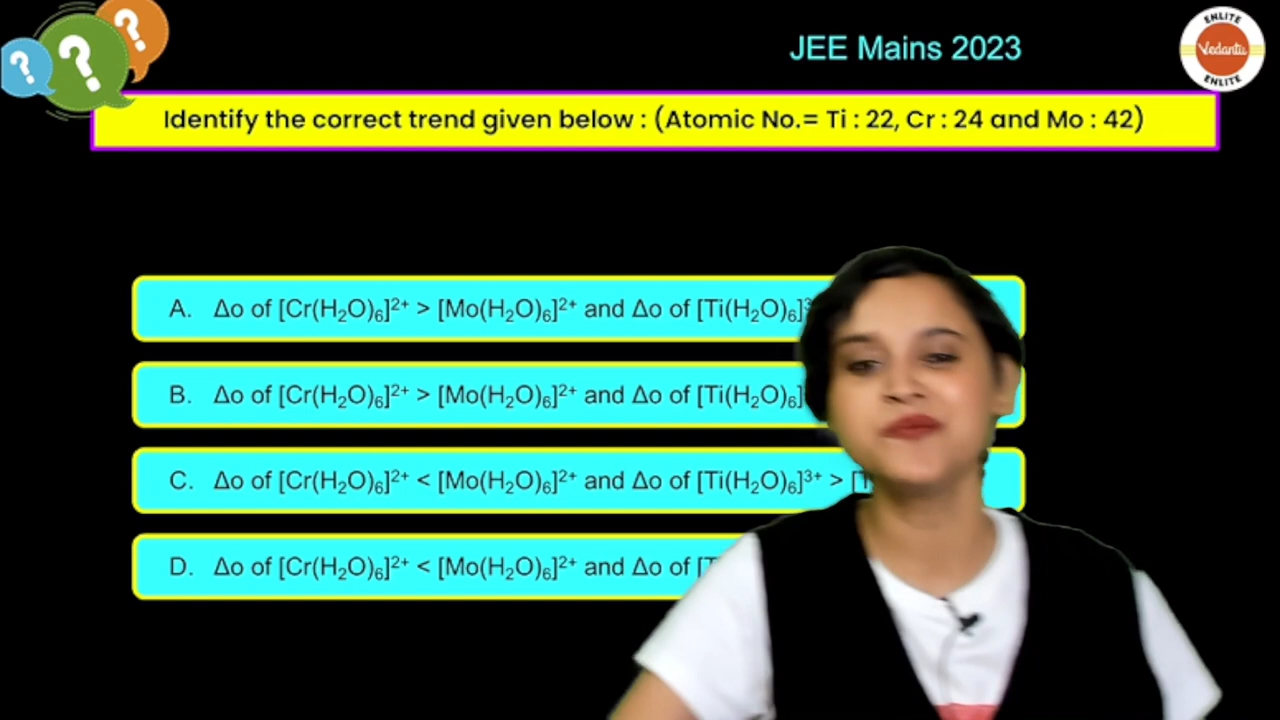 JEE Mains 2023
ENLITE
Vedantu
ENLITE
Identify the correct trend given below : (Atomic No.= Ti : 22, Cr : 24 and Mo : 42)
A. Δo of [Cr(H₂O)₆]²⁺ > [Mo(H₂O)₆]²⁺ and Δo of [Ti(H₂O)₆]
B. Δo of [Cr(H₂O)₆]²⁺ > [Mo(H₂O)₆]²⁺ and Δo of [Ti(H₂O)₆]
C. Δo of [Cr(H₂O)₆]²⁺ < [Mo(H₂O)₆]²⁺ and Δo of [Ti(H₂O)₆]³⁺ > [T
D. Δo of [Cr(H₂O)₆]²⁺ < [Mo(H₂O)₆]²⁺ and Δo of [